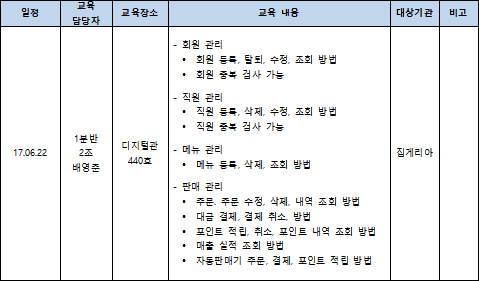 일정
교육
담당자
교육장소
교육 내용
대상기관
비고
17.06.22
1분반
2조
배영준
디지털관
440호
- 회원 관리
• 회원 등록, 탈퇴, 수정, 조회 방법
• 회원 중복 검사 가능
- 직원 관리
• 직원 등록, 삭제, 수정, 조회 방법
• 직원 중복 검사 가능
- 메뉴 관리
• 메뉴 등록, 삭제, 조회 방법
- 판매 관리
• 주문, 주문 수정, 삭제, 내역 조회 방법
• 대금 결제, 결제 취소, 방법
• 포인트 적립, 취소, 포인트 내역 조회 방법
• 매출 실적 조회 방법
• 자동판매기 주문, 결제, 포인트 적립 방법
집게리아